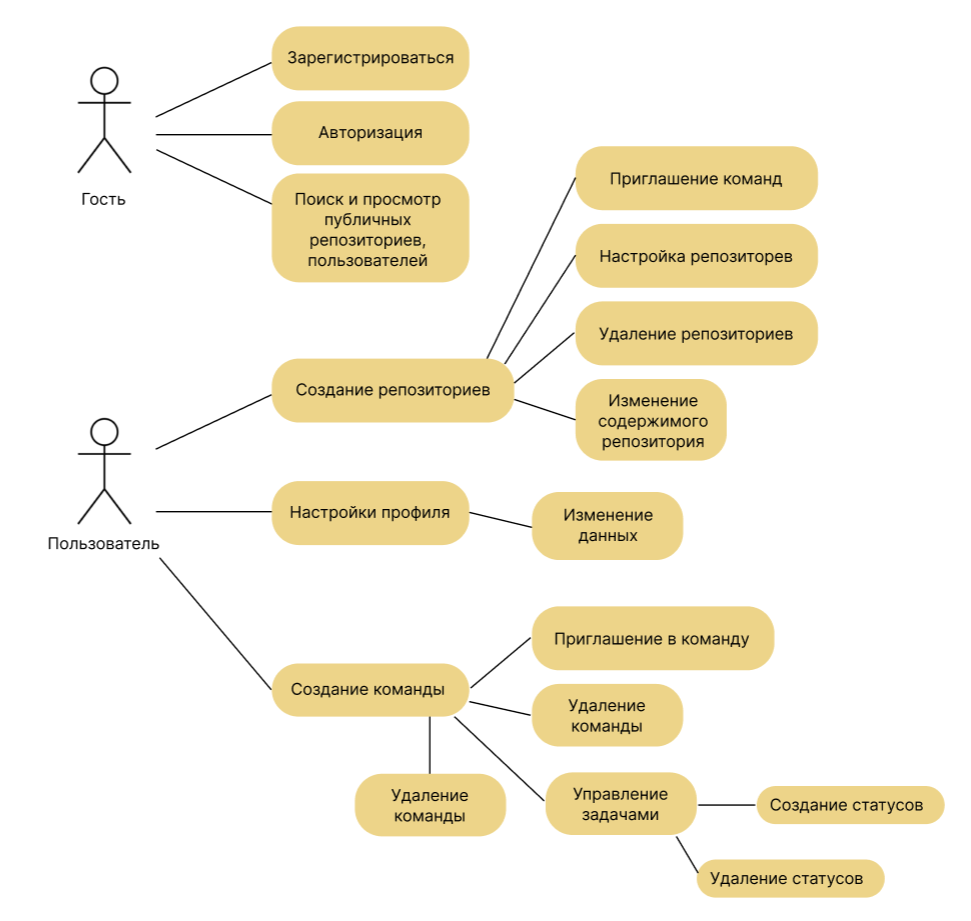 Зарегистрироваться
Авторизация
Гость
Поиск и просмотр
публичных
репозиториев,
пользователей
Приглашение команд
Настройка репозиторев
Удаление репозиториев
Создание репозиториев
Изменение
содержимого
репозитория
Пользователь
Настройки профиля
Изменение
данных
Создание команды
Приглашение в команду
Удаление
команды
Удаление
команды
Управление
задачами
Создание статусов
Удаление статусов